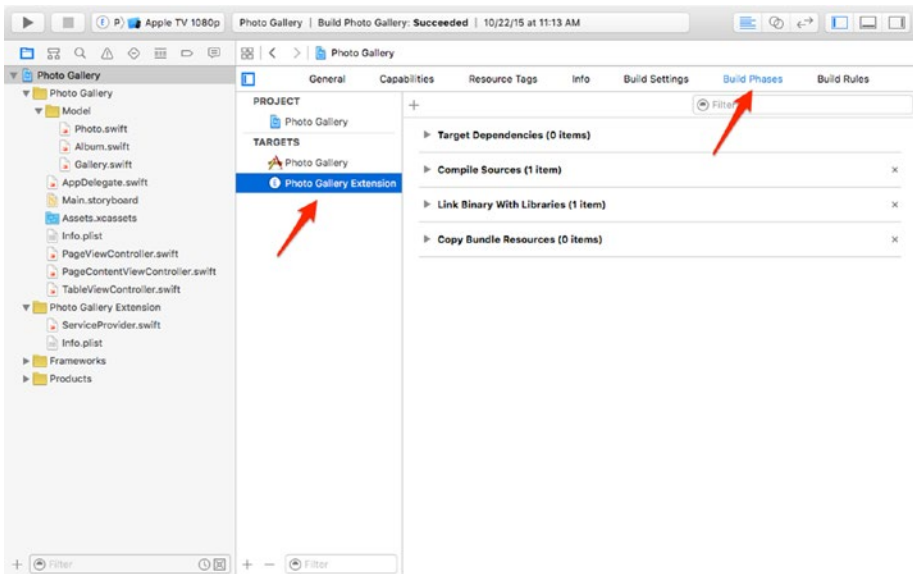 P) Apple TV 1080p
Photo Gallery | Build Photo Gallery: Succeeded | 10/22/15 at 11:13 AM
Photo Gallery
Photo Gallery
Photo Gallery
Model
Photo.swift
Album.swift
Gallery.swift
AppDelegate.swift
Main.storyboard
Assets.xcassets
Info.plist
PageViewController.swift
PageContentViewController.swift
TableViewController.swift
Photo Gallery Extension
ServiceProvider.swift
Info.plist
Frameworks
Products
Filter
General Capabilities Resource Tags Info Build Settings Build Phases Build Rules
PROJECT
Photo Gallery
TARGETS
Photo Gallery
Photo Gallery Extension
Filter
Filter
Target Dependencies (0 items)
Compile Sources (1 item)
Link Binary With Libraries (1 item)
Copy Bundle Resources (0 items)